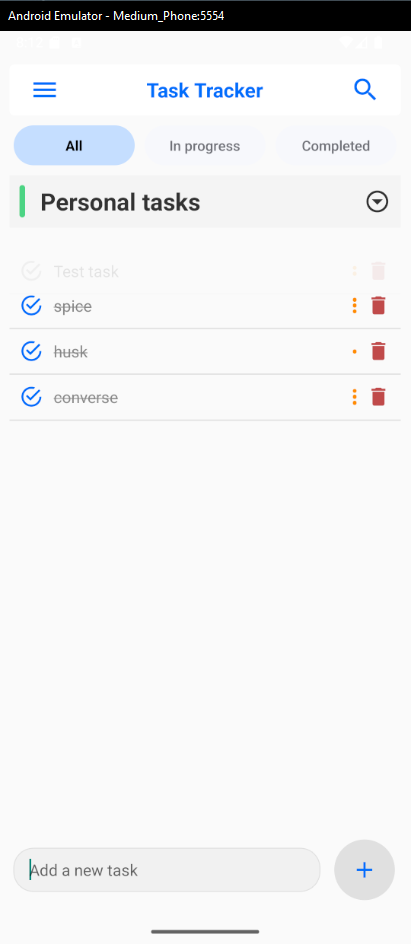 Android Emulator - Medium_Phone:5554
Task Tracker
All In progress Completed
Personal tasks
Test task
spice
husk
converse
Add a new task